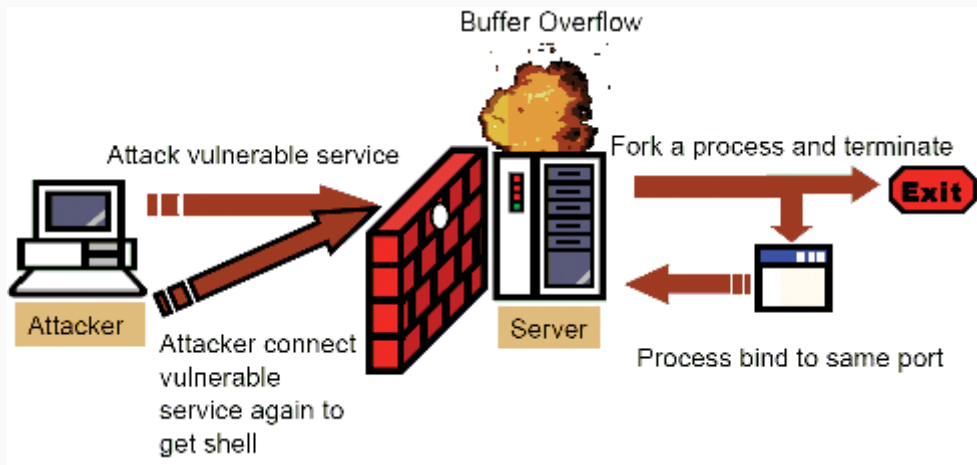 Buffer Overflow
Attack vulnerable service
Fork a process and terminate
Exit
Attacker
Server
Attacker connect
vulnerable
service again to
get shell
Process bind to same port